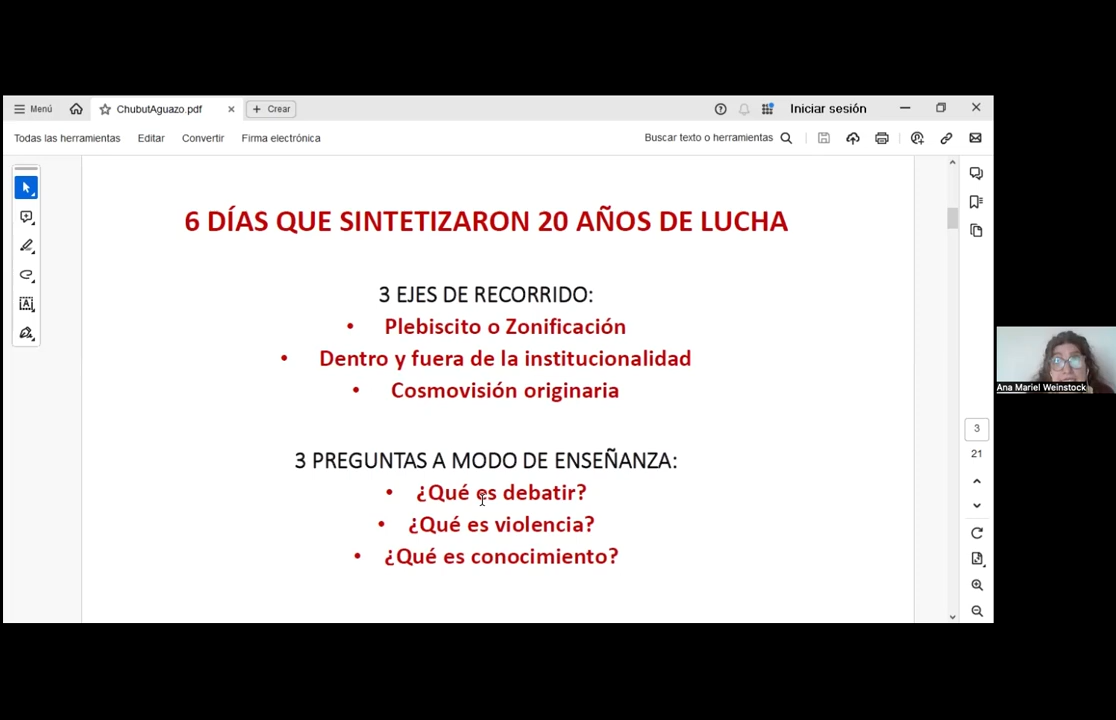 Menú
ChubutAguazo.pdf
Crear
Iniciar sesión
Todas las herramientas
Editar
Convertir
Firma electrónica
Buscar texto o herramientas
6 DÍAS QUE SINTETIZARON 20 AÑOS DE LUCHA
3 EJES DE RECORRIDO:
• Plebiscito o Zonificación
• Dentro y fuera de la institucionalidad
• Cosmovisión originaria
3 PREGUNTAS A MODO DE ENSEÑANZA:
• ¿Qué es debatir?
• ¿Qué es violencia?
• ¿Qué es conocimiento?
Ana Mariel Weinstock
3
21